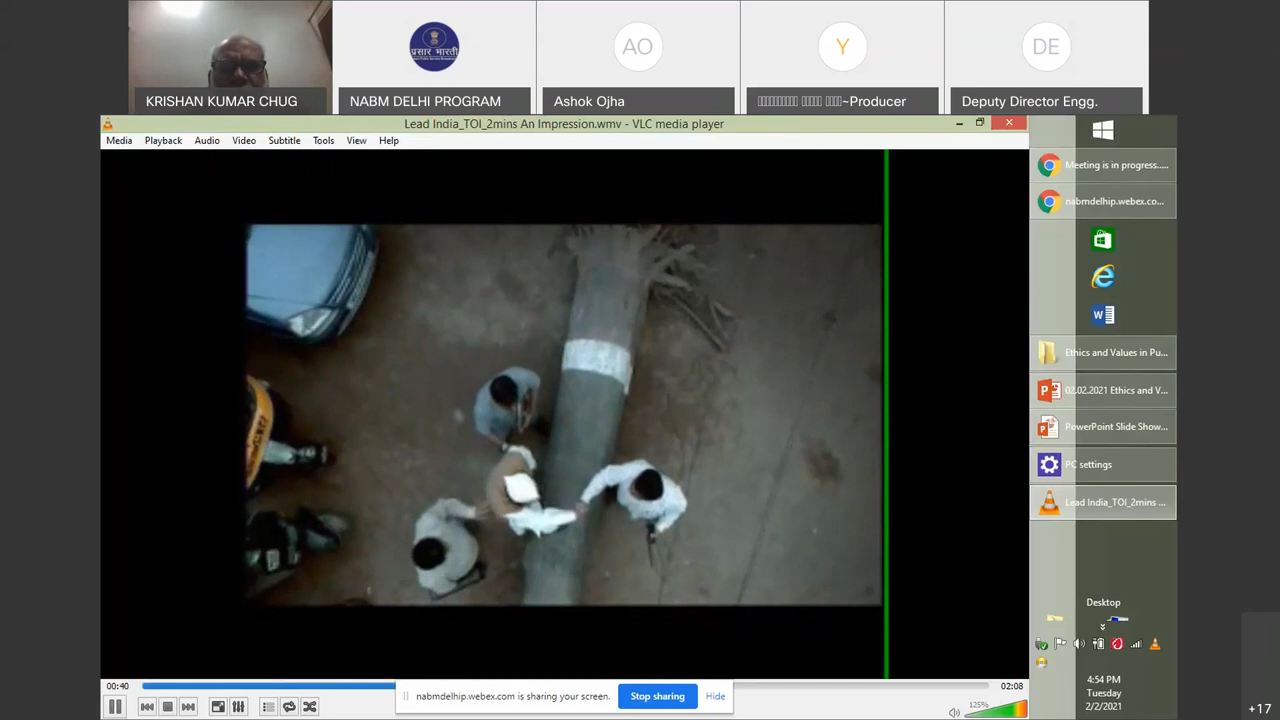 AO
Y
DE
प्रसार भारती
KRISHAN KUMAR CHUG
NABM DELHI PROGRAM
Ashok Ojha
~Producer
Deputy Director Engg.
Lead India_TOI_2mins An Impression.wmv - VLC media player
Media Playback Audio Video Subtitle Tools View Help
Meeting is in progress.....
nabmdelhip.webex.co...
Ethics and Values in Pu...
02.02.2021 Ethics and V...
PowerPoint Slide Show...
PC settings
Lead India_TOI_2mins ...
Desktop
4:54 PM
Tuesday
2/2/2021
00:40
02:08
nabmdelhip.webex.com is sharing your screen.
Stop sharing
Hide
125%
+17